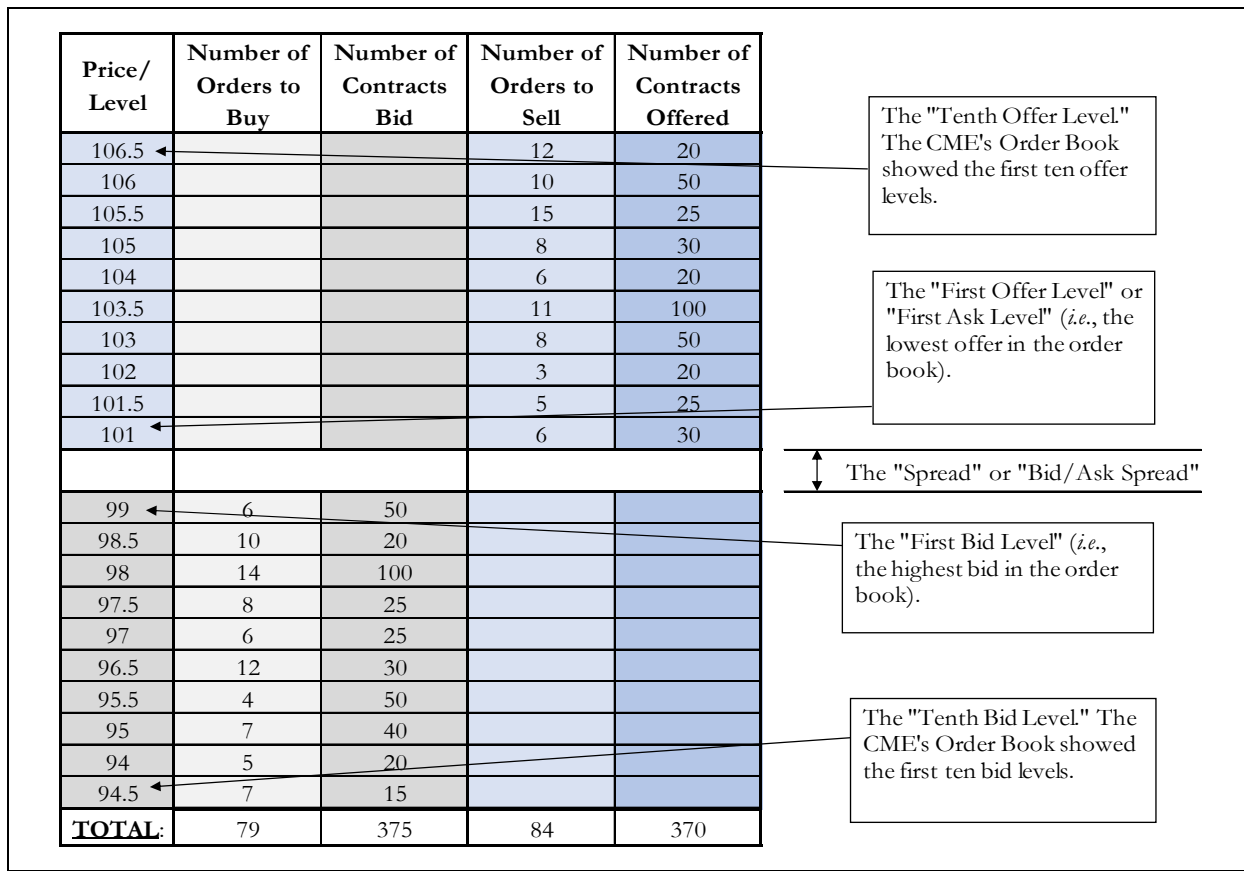 Price/ Level Number of Orders to Buy Number of Contracts Bid Number of Orders to Sell Number of Contracts Offered
106.5 12 20
106 10 50
105.5 15 25
105 8 30
104 6 20
103.5 11 100
103 8 50
102 3 20
101.5 5 25
101 6 30
99 6 50
98.5 10 20
98 14 100
97.5 8 25
97 6 25
96.5 12 30
95.5 4 50
95 7 40
94 5 20
94.5 7 15
TOTAL: 79 375 84 370
The "Tenth Offer Level."
The CME's Order Book
showed the first ten offer
levels.
The "First Offer Level" or
"First Ask Level" (i.e., the
lowest offer in the order
book).
The "Spread" or "Bid/Ask Spread"
The "First Bid Level" (i.e.,
the highest bid in the order
book).
The "Tenth Bid Level." The
CME's Order Book showed
the first ten bid levels.